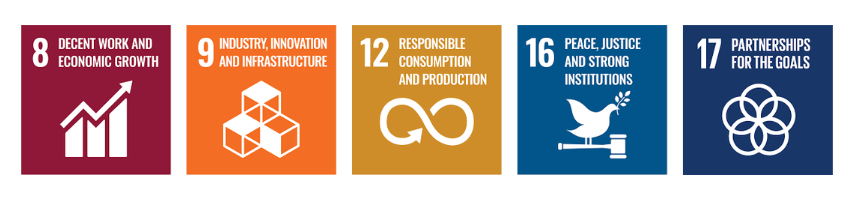 8
DECENT WORK AND
ECONOMIC GROWTH
9
INDUSTRY, INNOVATION
AND INFRASTRUCTURE
12
RESPONSIBLE
CONSUMPTION
AND PRODUCTION
16
PEACE, JUSTICE
AND STRONG
INSTITUTIONS
17
PARTNERSHIPS
FOR THE GOALS